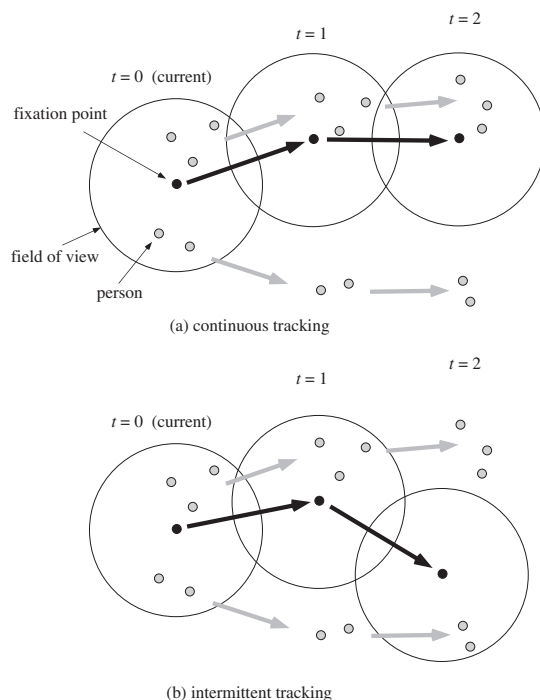 t = 2
t = 1
t = 0 (current)
fixation point
field of view
person
(a) continuous tracking
t = 2
t = 1
t = 0 (current)
(b) intermittent tracking